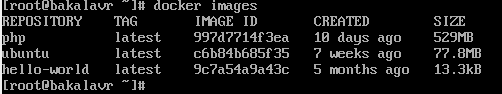 [root@bakalavr ~]# docker images
REPOSITORY TAG IMAGE ID CREATED SIZE
php latest 997d7714f3ea 10 days ago 529MB
ubuntu latest c6b84b685f35 7 weeks ago 77.8MB
hello-world latest 9c7a54a9a43c 5 months ago 13.3kB
[root@bakalavr ~]#